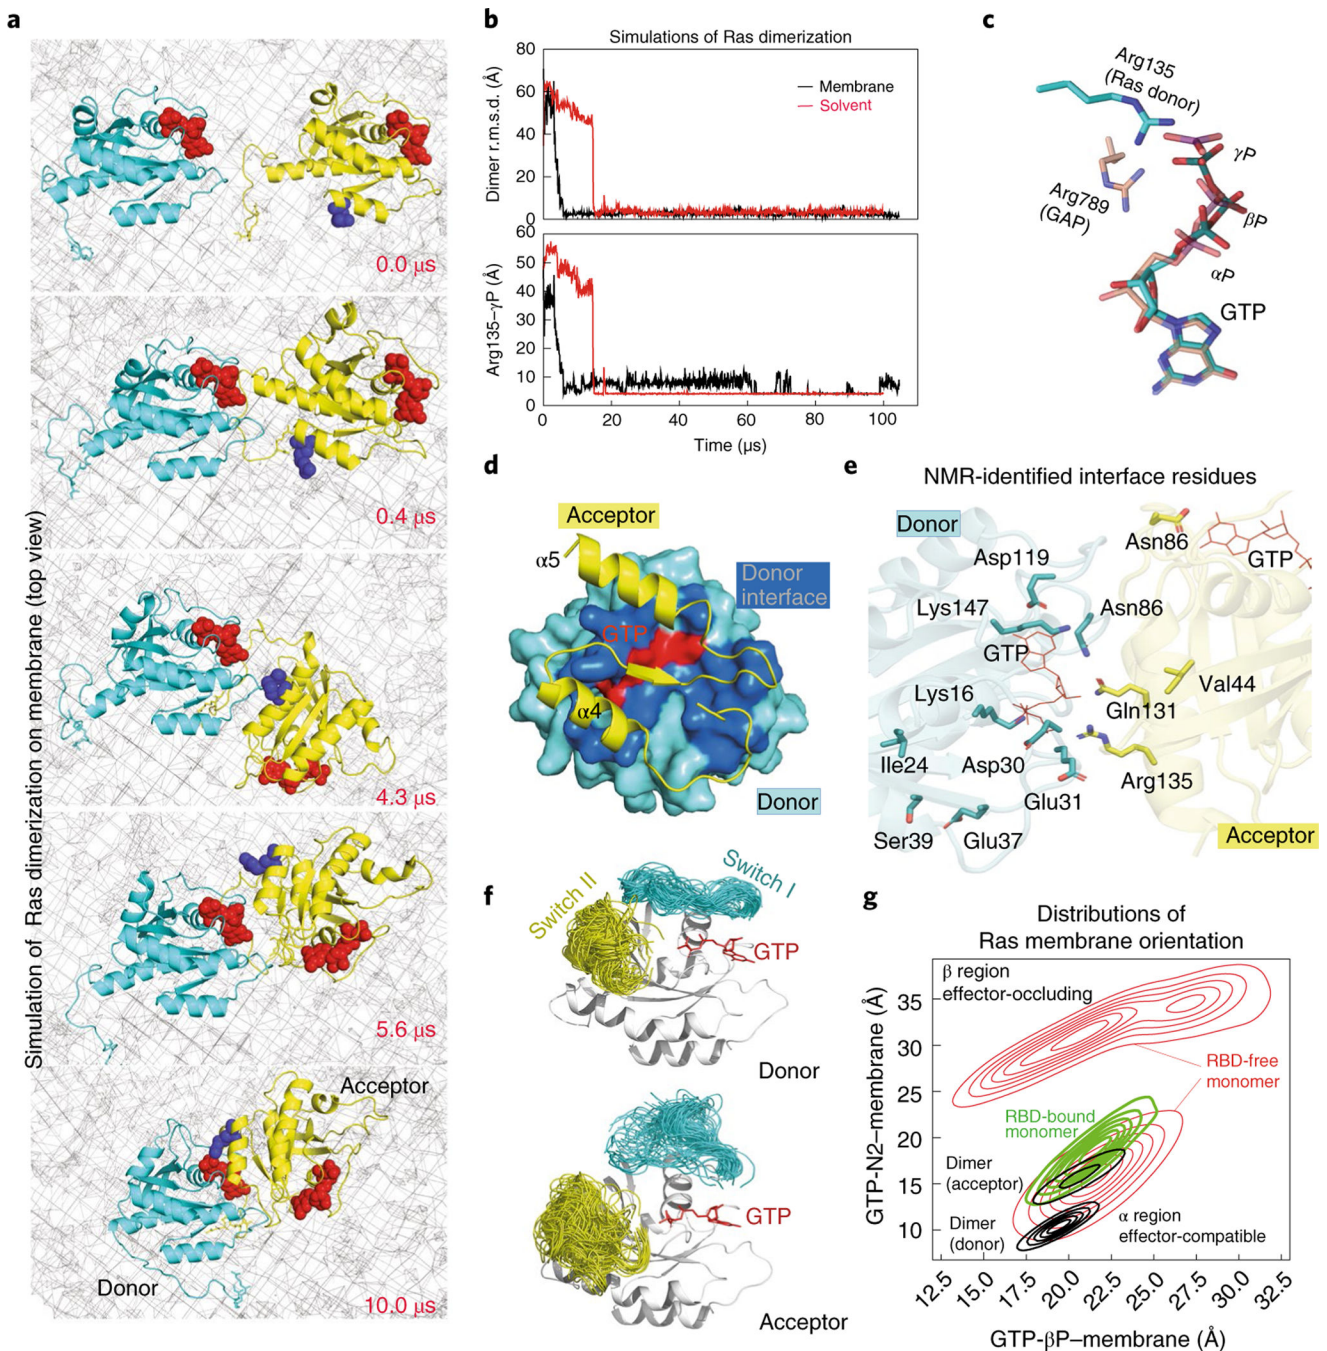 a
Simulation of Ras dimerization on membrane (top view)
0.0 µs
0.4 µs
4.3 µs
5.6 µs
Acceptor
Donor
10.0 µs
b
Simulations of Ras dimerization
Dimer r.m.s.d. (Å)
80
60
40
20
0
Membrane
Solvent
Arg135–γP (Å)
60
50
40
30
20
10
0
0
20
40
60
80
100
Time (µs)
c
Arg135
(Ras donor)
Arg789
(GAP)
γP
βP
αP
GTP
d
Acceptor
α5
Donor
interface
GTP
α4
Donor
e
NMR-identified interface residues
Donor
Asn86
GTP
Asp119
Lys147
Asn86
GTP
Val44
Lys16
Gln131
Ile24
Asp30
Arg135
Glu31
Ser39
Glu37
Acceptor
f
Switch I
Switch II
GTP
Donor
GTP
Acceptor
g
Distributions of
Ras membrane orientation
GTP-N2–membrane (Å)
35
30
25
20
15
10
β region
effector-occluding
RBD-free
monomer
RBD-bound
monomer
Dimer
(acceptor)
Dimer
(donor)
α region
effector-compatible
12.5
15.0
17.5
20.0
22.5
25.0
27.5
30.0
32.5
GTP-βP–membrane (Å)